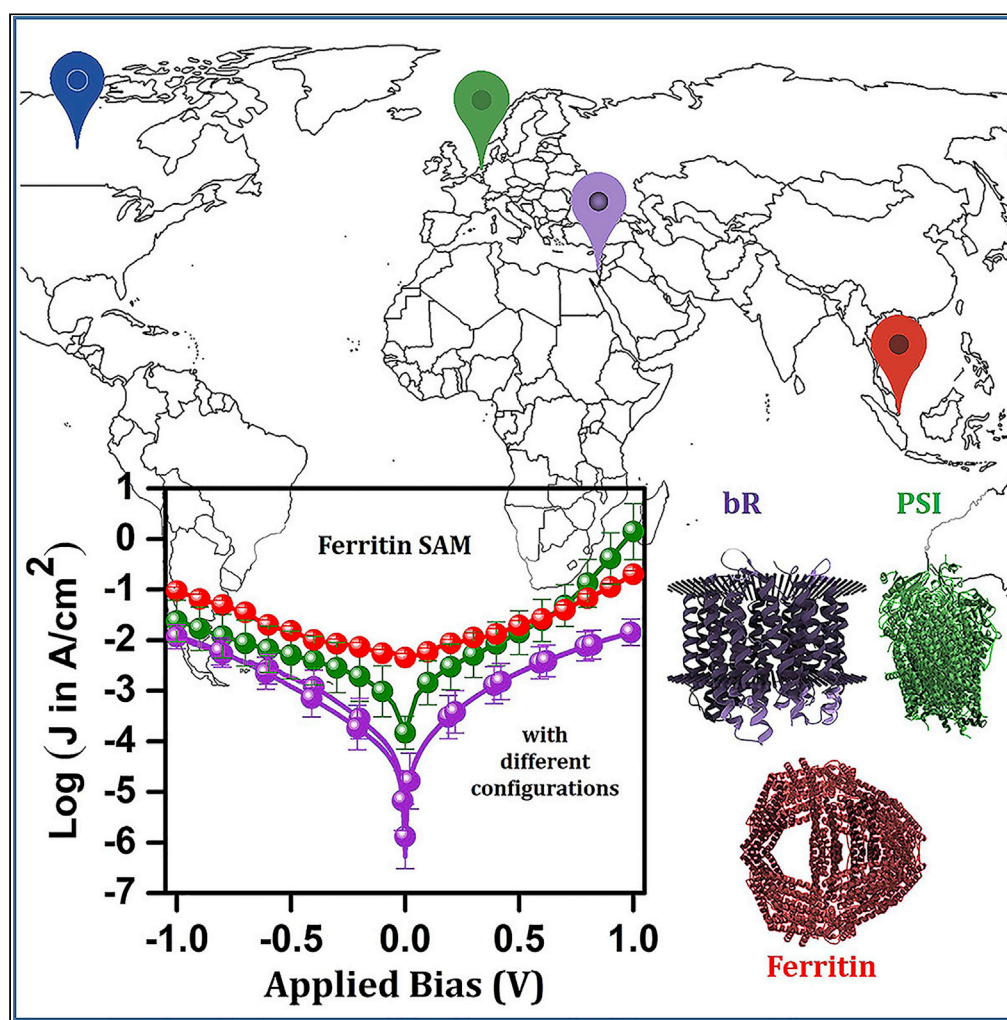 bR
PSI
Ferritin
Ferritin SAM
with
different
configurations
Log (J in A/cm²)
1
0
-1
-2
-3
-4
-5
-6
-7
-1.0 -0.5 0.0 0.5 1.0
Applied Bias (V)